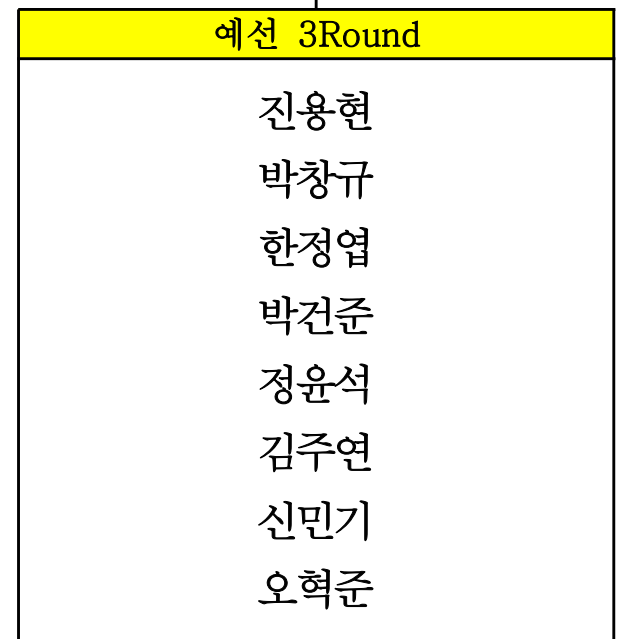 예선 3Round
진용현
박창규
한정엽
박건준
정윤석
김주연
신민기
오혁준